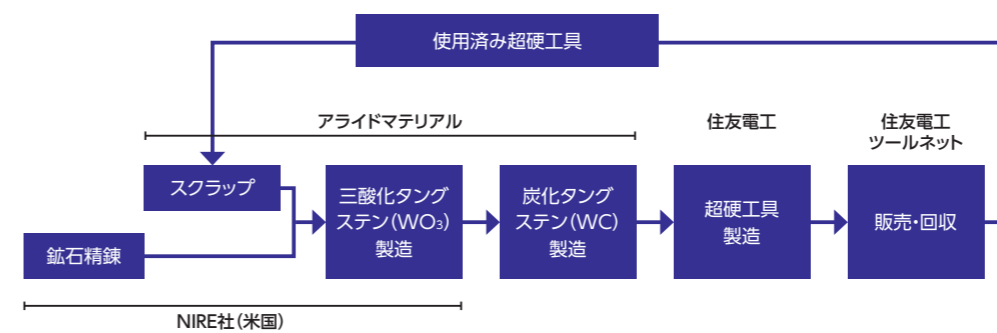 使用済み超硬工具
アライドマテリアル
住友電工
住友電工
ツールネット
スクラップ
鉱石精錬
三酸化タング
ステン(WO₃)
製造
炭化タング
ステン(WC)
製造
超硬工具
製造
販売・回収
NIRE社(米国)